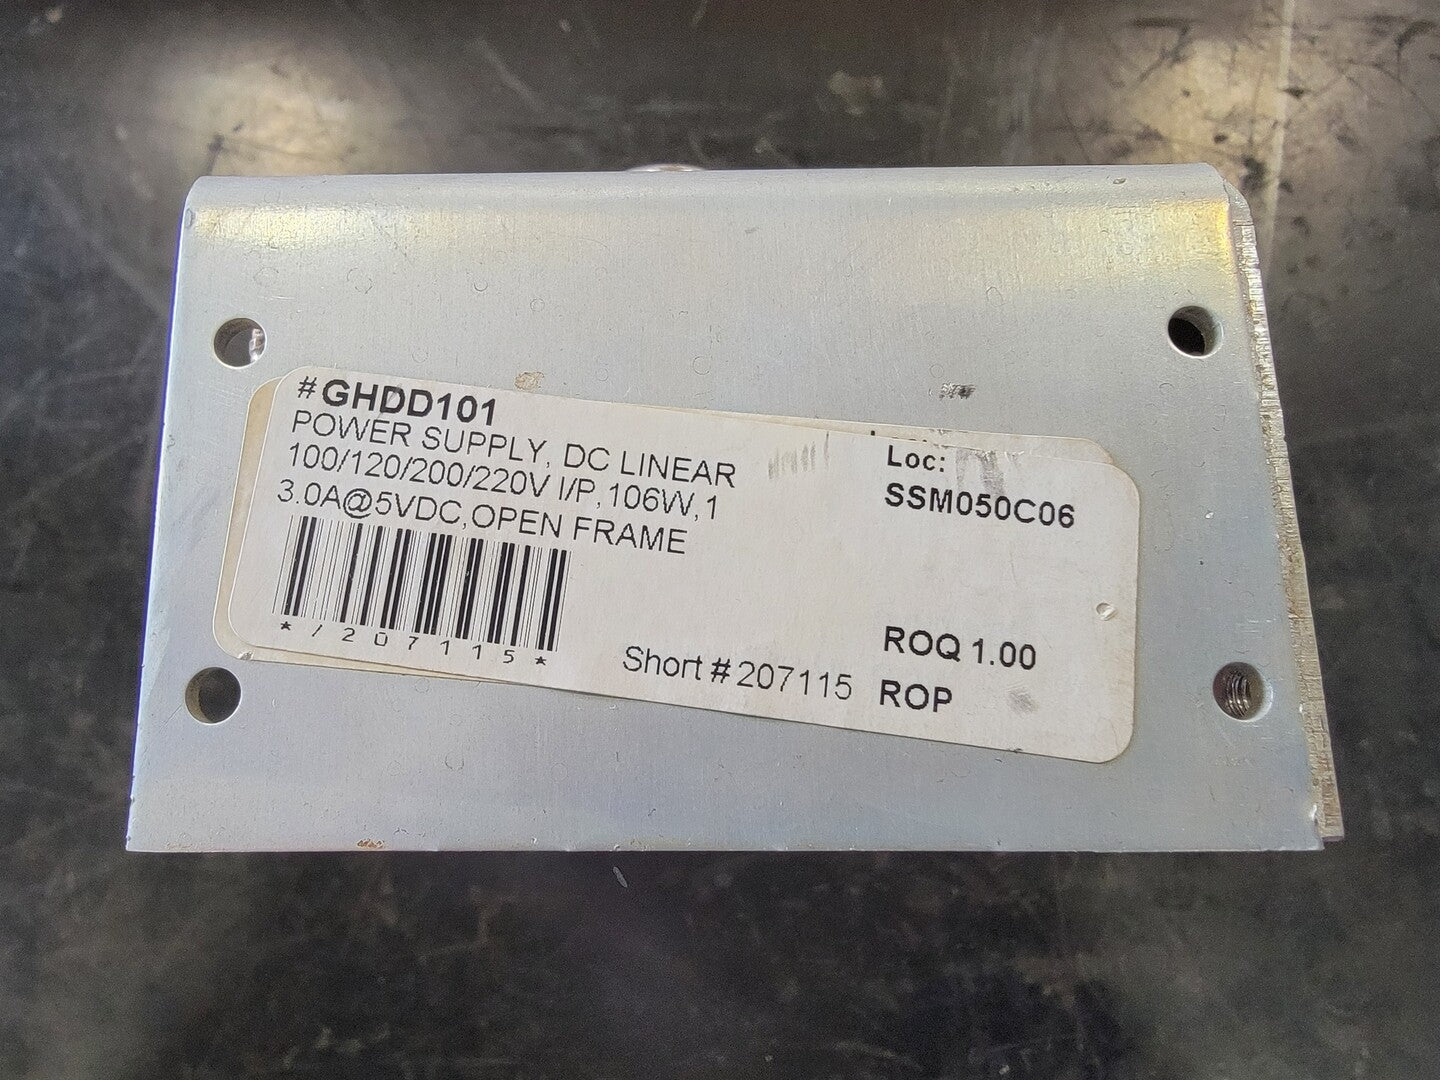 #GHDD101
POWER SUPPLY, DC LINEAR
100/120/200/220V I/P,106W,1
3.0A@5VDC,OPEN FRAME
*/207115*
Short # 207115
Loc:
SSM050C06
ROQ 1.00
ROP